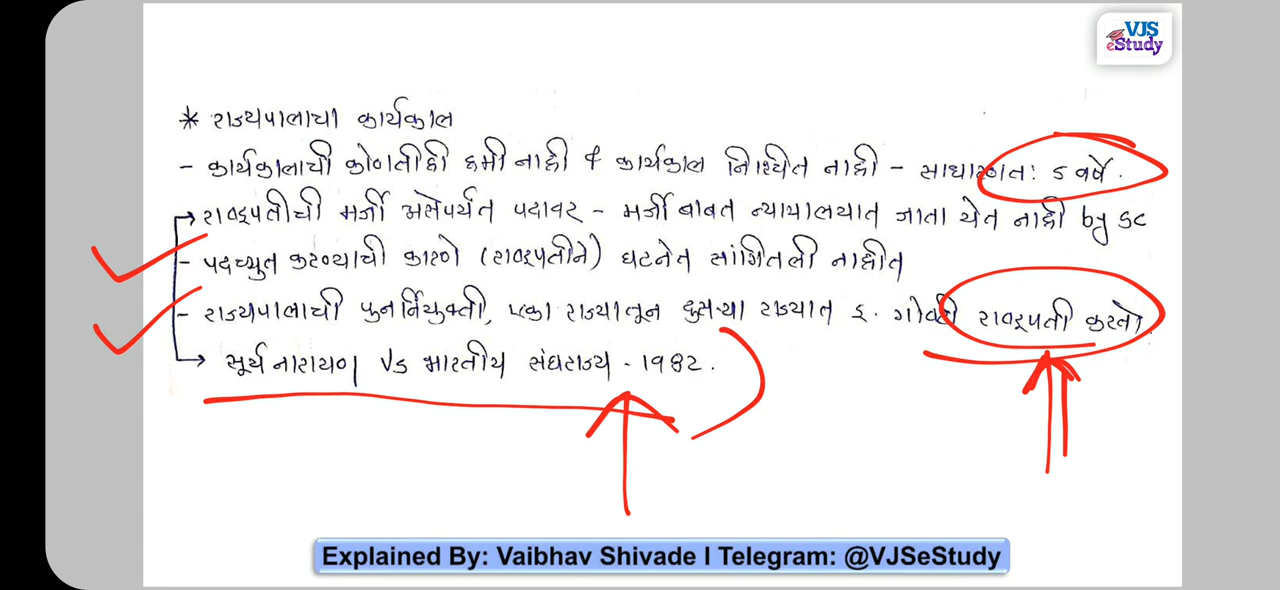 VJS
eStudy
* राज्यपालाचा कार्यकाल
- कार्यकालाची कोणतीही हमी नाही & कार्यकाल निश्चित नाही - साधारणतः 5 वर्षे.
→ राष्ट्रपतीची मर्जी असेपर्यंत पदावर - मर्जी बाबत न्यायालयात जाता येत नाही by SC
- पदच्युत करण्याची कारणे (राष्ट्रपतीने) घटनेत सांगितली नाहीत
- राज्यपालाची पुनर्नियुक्ती, एका राज्यातून दुसऱ्या राज्यात इ. गोष्टी राष्ट्रपती करतो.
→ सूर्य नारायण Vs भारतीय संघराज्य - १९८२.
Explained By: Vaibhav Shivade I Telegram: @VJSeStudy